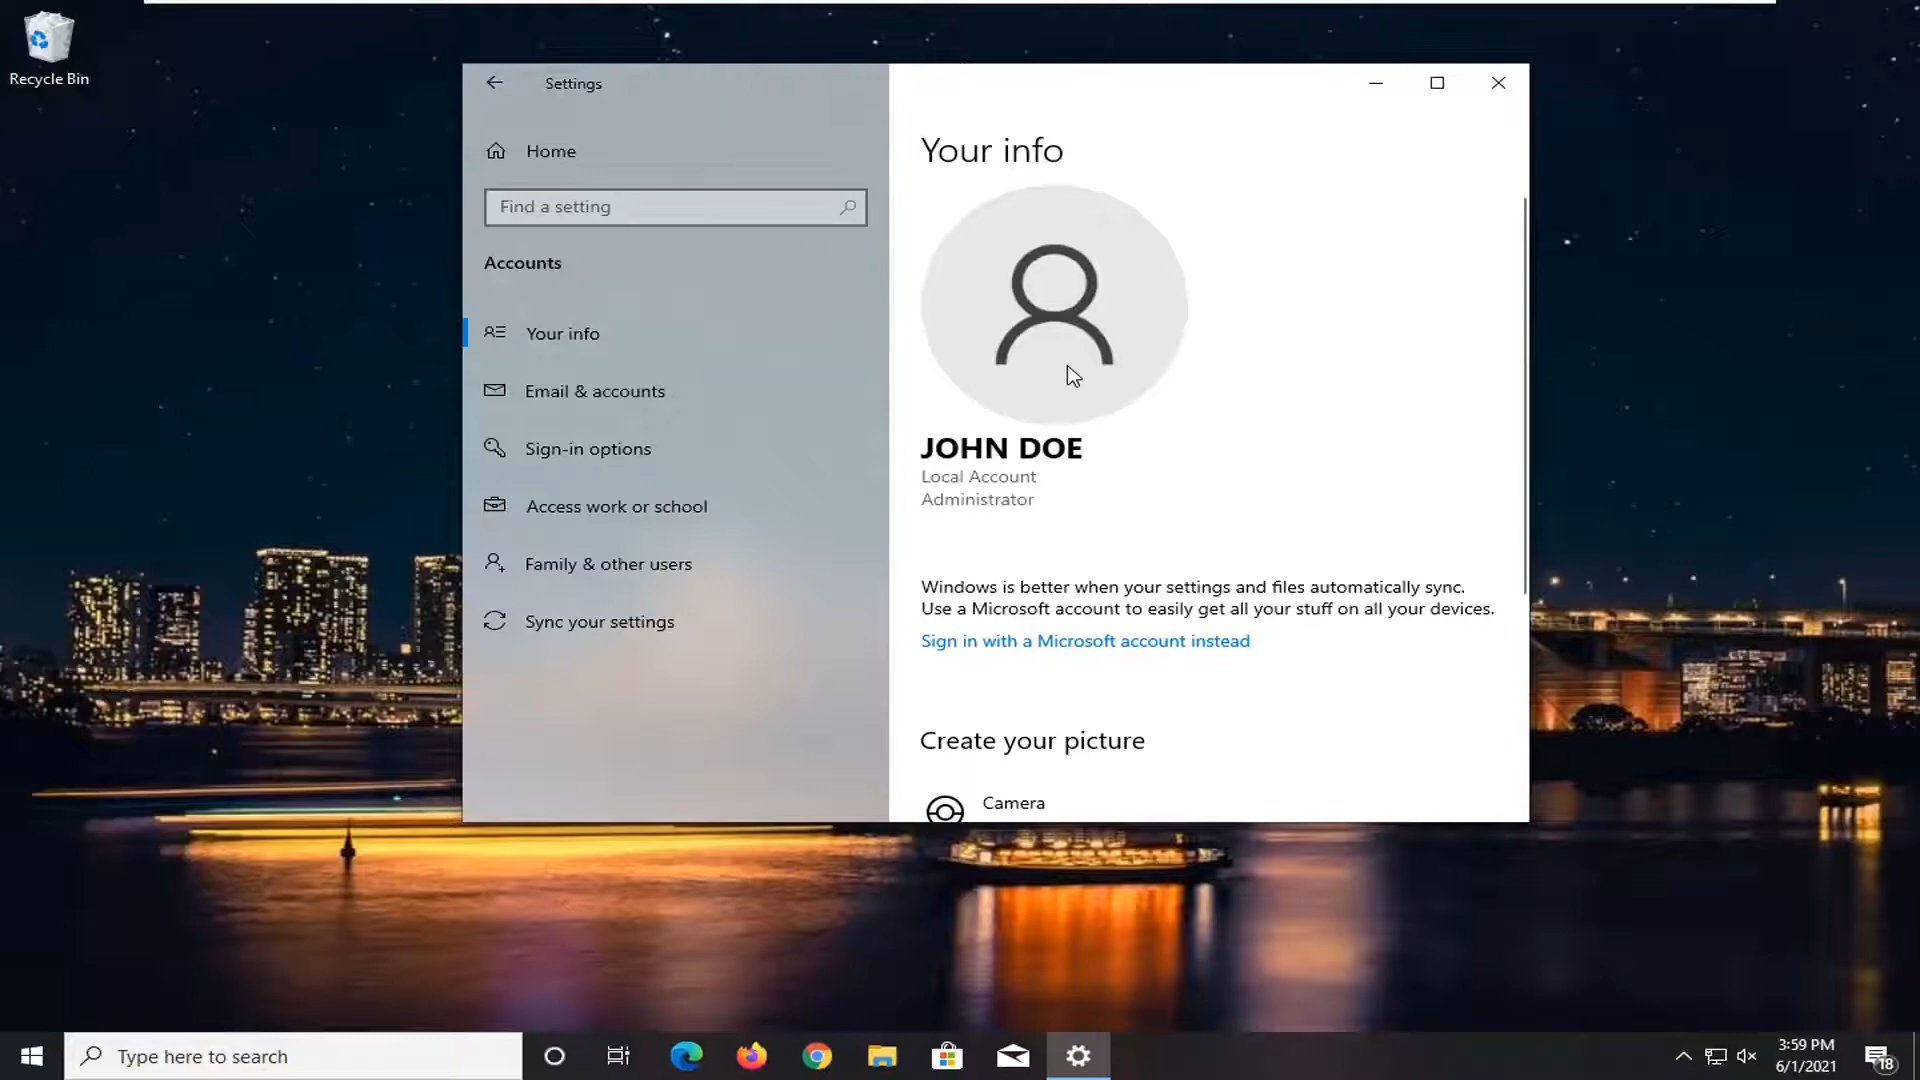 Recycle Bin
Settings
Home
Find a setting
Accounts
Your info
Email & accounts
Sign-in options
Access work or school
Family & other users
Sync your settings
Your info
JOHN DOE
Local Account
Administrator
Windows is better when your settings and files automatically sync.
Use a Microsoft account to easily get all your stuff on all your devices.
Sign in with a Microsoft account instead
Create your picture
Camera
Type here to search
3:59 PM
6/1/2021
18